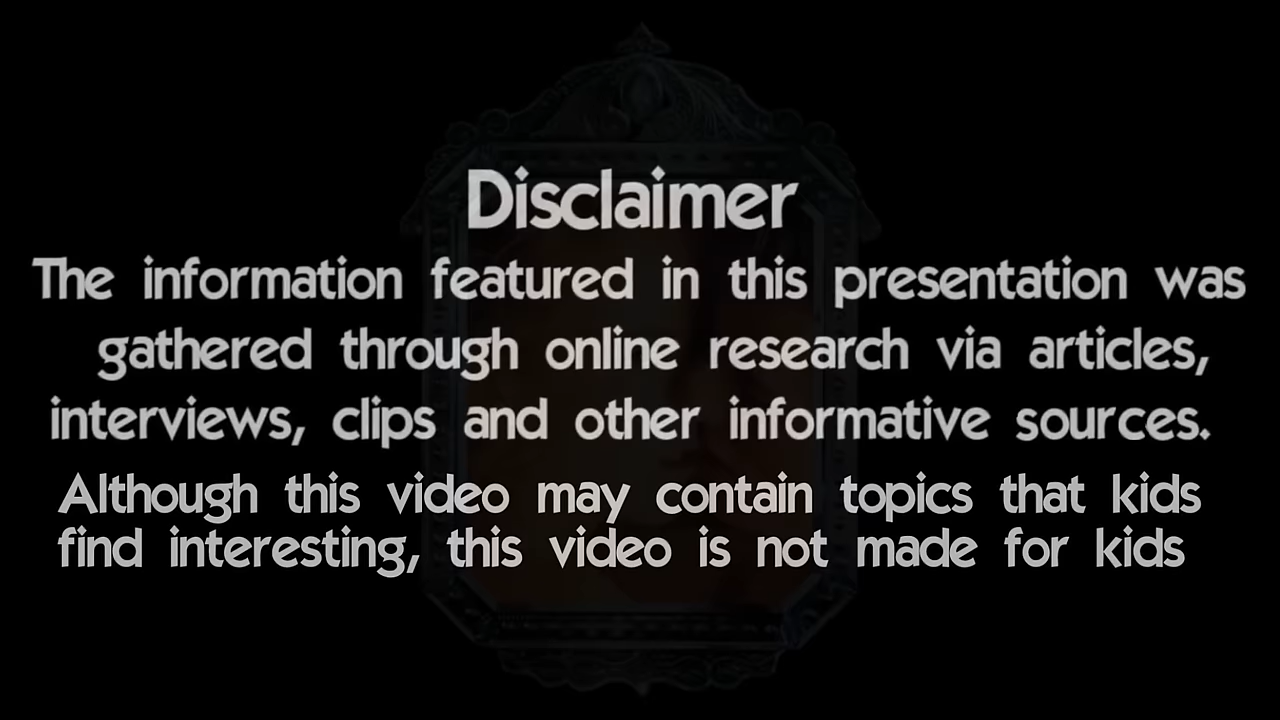 Disclaimer
The information featured in this presentation was
gathered through online research via articles,
interviews, clips and other informative sources.
Although this video may contain topics that kids
find interesting, this video is not made for kids